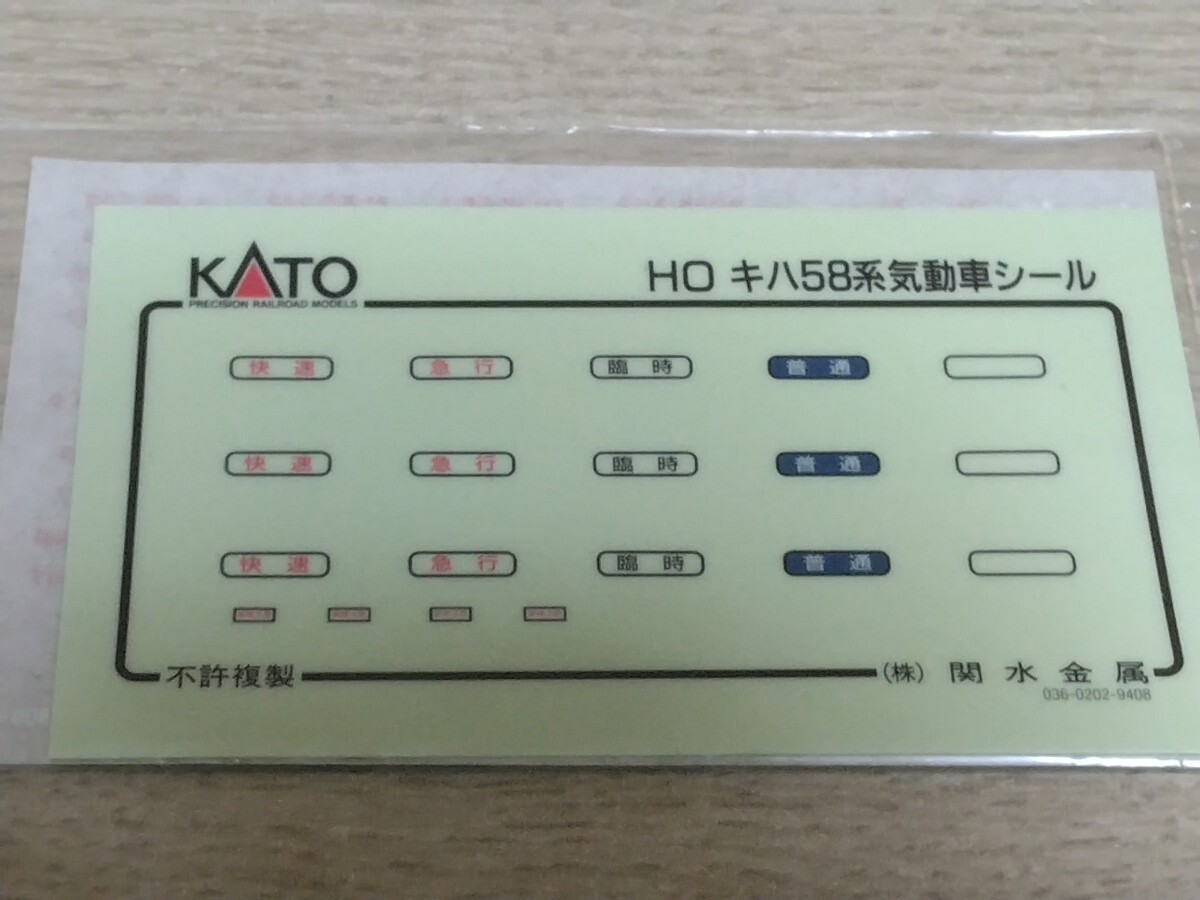 KATO
PRECISION RAILROAD MODELS
HO キハ58系気動車シール
快速 急行 臨時 普通
快速 急行 臨時 普通
快速 急行 臨時 普通
不許複製
(株) 関水金属
036-0202-9408